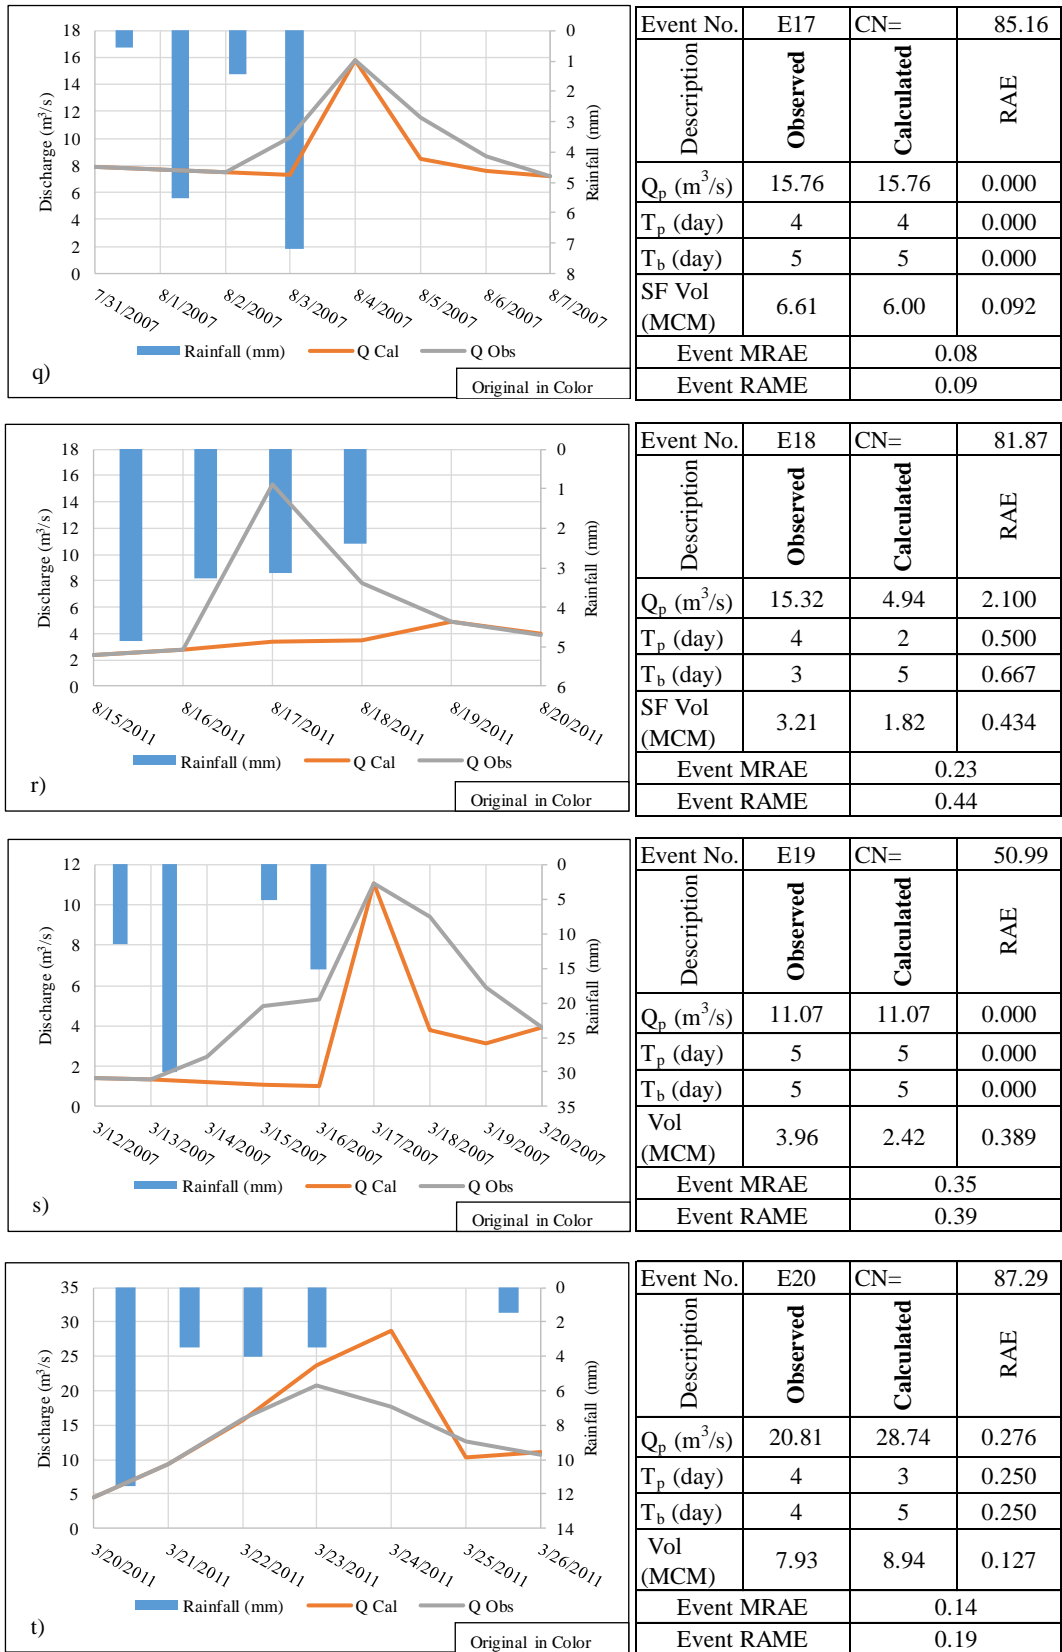 18
16
14
12
10
8
6
4
2
0
Discharge (m³/s)
0
1
2
3
4
5
6
7
8
Rainfall (mm)
7/31/2007
8/1/2007
8/2/2007
8/3/2007
8/4/2007
8/5/2007
8/6/2007
8/7/2007
Rainfall (mm) Q Cal Q Obs
q)
Original in Color
Event No. E17 CN= 85.16
Description Observed Calculated RAE
Qp (m³/s) 15.76 15.76 0.000
Tp (day) 4 4 0.000
Tb (day) 5 5 0.000
SF Vol
(MCM) 6.61 6.00 0.092
Event MRAE 0.08
Event RAME 0.09
18
16
14
12
10
8
6
4
2
0
Discharge (m³/s)
0
1
2
3
4
5
6
Rainfall (mm)
8/15/2011
8/16/2011
8/17/2011
8/18/2011
8/19/2011
8/20/2011
Rainfall (mm) Q Cal Q Obs
r)
Original in Color
Event No. E18 CN= 81.87
Description Observed Calculated RAE
Qp (m³/s) 15.32 4.94 2.100
Tp (day) 4 2 0.500
Tb (day) 3 5 0.667
SF Vol
(MCM) 3.21 1.82 0.434
Event MRAE 0.23
Event RAME 0.44
12
10
8
6
4
2
0
Discharge (m³/s)
0
5
10
15
20
25
30
35
Rainfall (mm)
3/12/2007
3/13/2007
3/14/2007
3/15/2007
3/16/2007
3/17/2007
3/18/2007
3/19/2007
3/20/2007
Rainfall (mm) Q Cal Q Obs
s)
Original in Color
Event No. E19 CN= 50.99
Description Observed Calculated RAE
Qp (m³/s) 11.07 11.07 0.000
Tp (day) 5 5 0.000
Tb (day) 5 5 0.000
Vol
(MCM) 3.96 2.42 0.389
Event MRAE 0.35
Event RAME 0.39
35
30
25
20
15
10
5
0
Discharge (m³/s)
0
2
4
6
8
10
12
14
Rainfall (mm)
3/20/2011
3/21/2011
3/22/2011
3/23/2011
3/24/2011
3/25/2011
3/26/2011
Rainfall (mm) Q Cal Q Obs
t)
Original in Color
Event No. E20 CN= 87.29
Description Observed Calculated RAE
Qp (m³/s) 20.81 28.74 0.276
Tp (day) 4 3 0.250
Tb (day) 4 5 0.250
Vol
(MCM) 7.93 8.94 0.127
Event MRAE 0.14
Event RAME 0.19